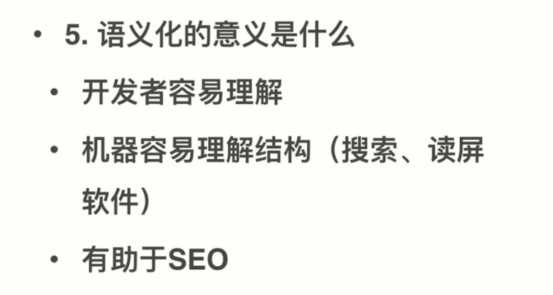 • 5. 语义化的意义是什么
• 开发者容易理解
• 机器容易理解结构（搜索、读屏
软件）
• 有助于SEO